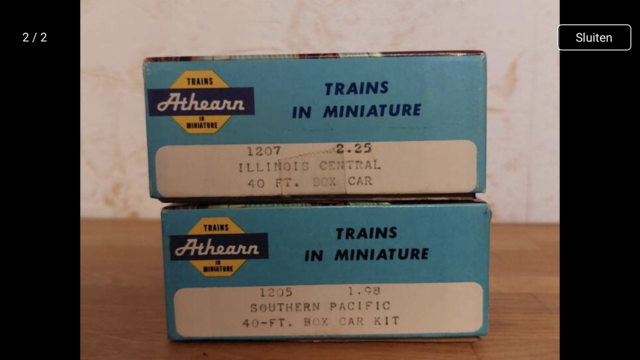 2 / 2
Sluiten
TRAINS
Athearn
IN
MINIATURE
TRAINS
IN MINIATURE
1207 2.25
ILLINOIS CENTRAL
40 FT. BOX CAR
TRAINS
Athearn
IN
MINIATURE
TRAINS
IN MINIATURE
1205 1.98
SOUTHERN PACIFIC
40-FT. BOX CAR KIT